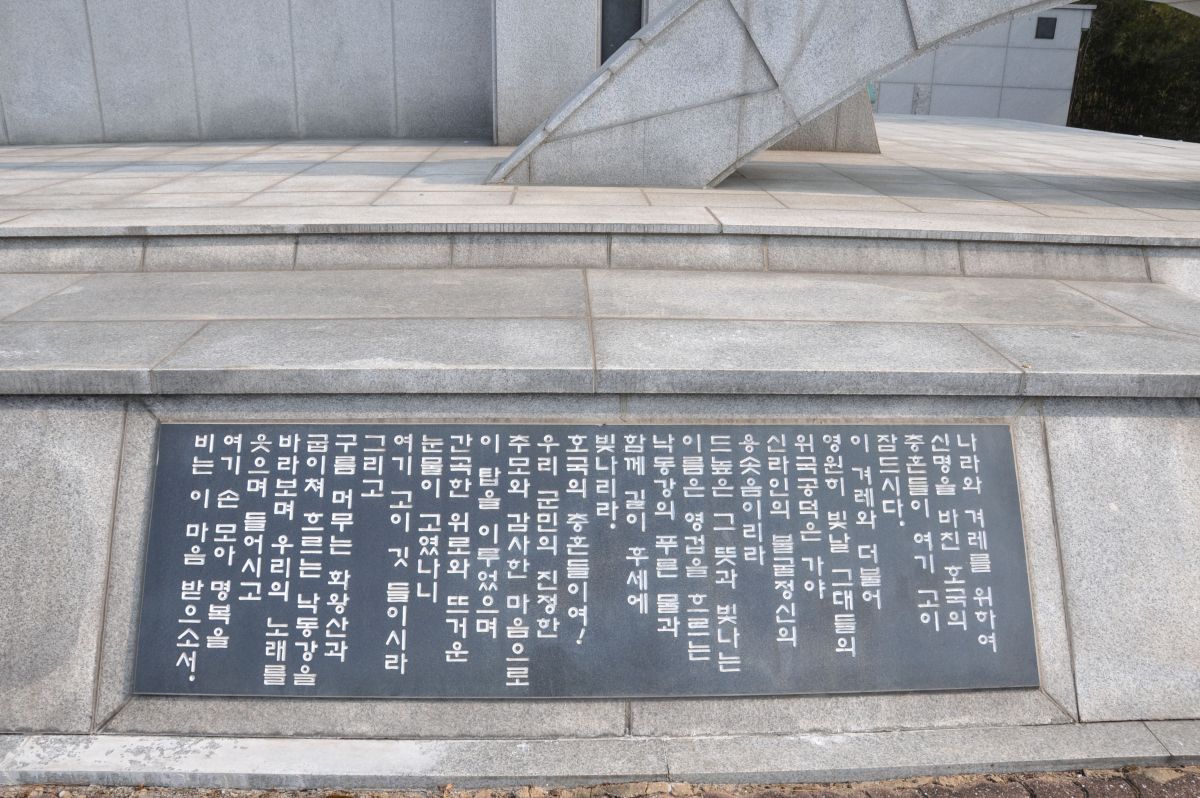 나라와 겨레를 위하여
신명을 바친 호국의
충혼들이 여기 고이
잠드시다.
이 겨레와 더불어
영원히 빛날 그대들의
위국공덕은 가야
신라인의 불굴정신의
용솟음이리라
드높은 그 뜻과 빛나는
이름은 영겁을 흐르는
낙동강의 푸른 물과
함께 길이 후세에
빛나리라.
호국의 충혼들이여!
우리 군민의 진정한
추모와 감사한 마음으로
이 탑을 이루었으며
간곡한 위로와 뜨거운
눈물이 고였나니
여기 고이 깃 들이시라
그리고
구름 머무는 화왕산과
굽이쳐 흐르는 낙동강을
바라보며 우리의 노래를
웃으며 들어시고
여기 손 모아 명복을
비는 이 마음 받으소서.